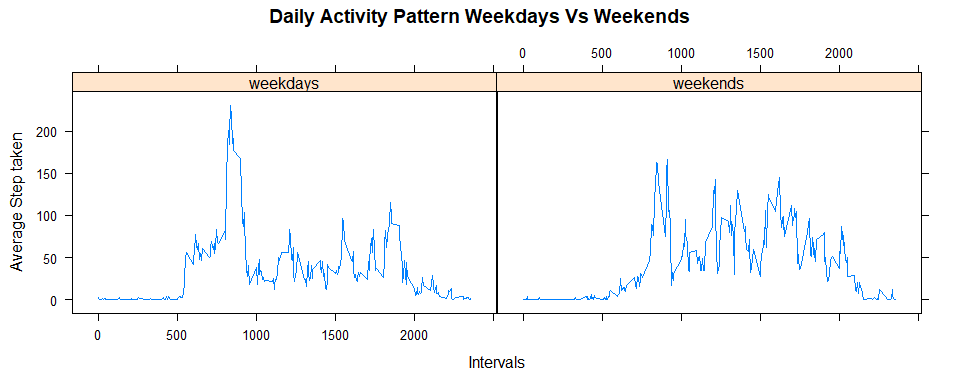 Daily Activity Pattern Weekdays Vs Weekends
0 500 1000 1500 2000
weekdays weekends
Average Step taken
200
150
100
50
0
0 500 1000 1500 2000
Intervals